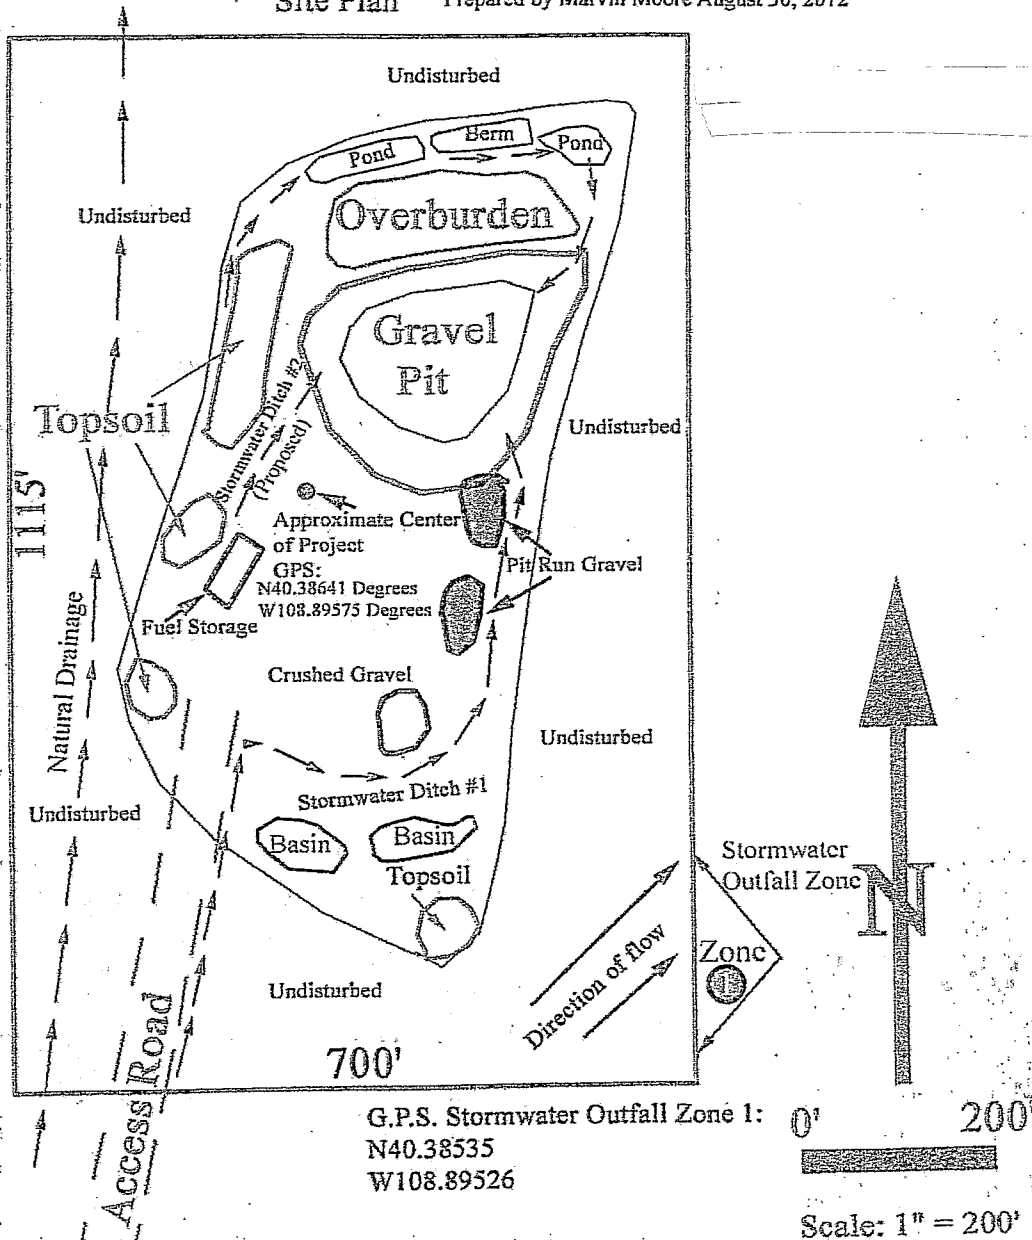 Site Plan Prepared by Marvin Moore August 30, 2012
Undisturbed
Berm
Pond
Pond
Undisturbed
Overburden
Gravel
Pit
Topsoil
Stormwater Ditch #2
(Proposed)
Undisturbed
1115'
Approximate Center
of Project
GPS:
N40.38641 Degrees
W108.89575 Degrees
Pit Run Gravel
Fuel Storage
Natural Drainage
Crushed Gravel
Undisturbed
Stormwater Ditch #1
Undisturbed
Basin
Basin
Topsoil
Stormwater
Outfall Zone
N
Zone
1
Direction of flow
Undisturbed
Access Road
700'
G.P.S. Stormwater Outfall Zone 1:
N40.38535
W108.89526
0' 200'
Scale: 1" = 200'